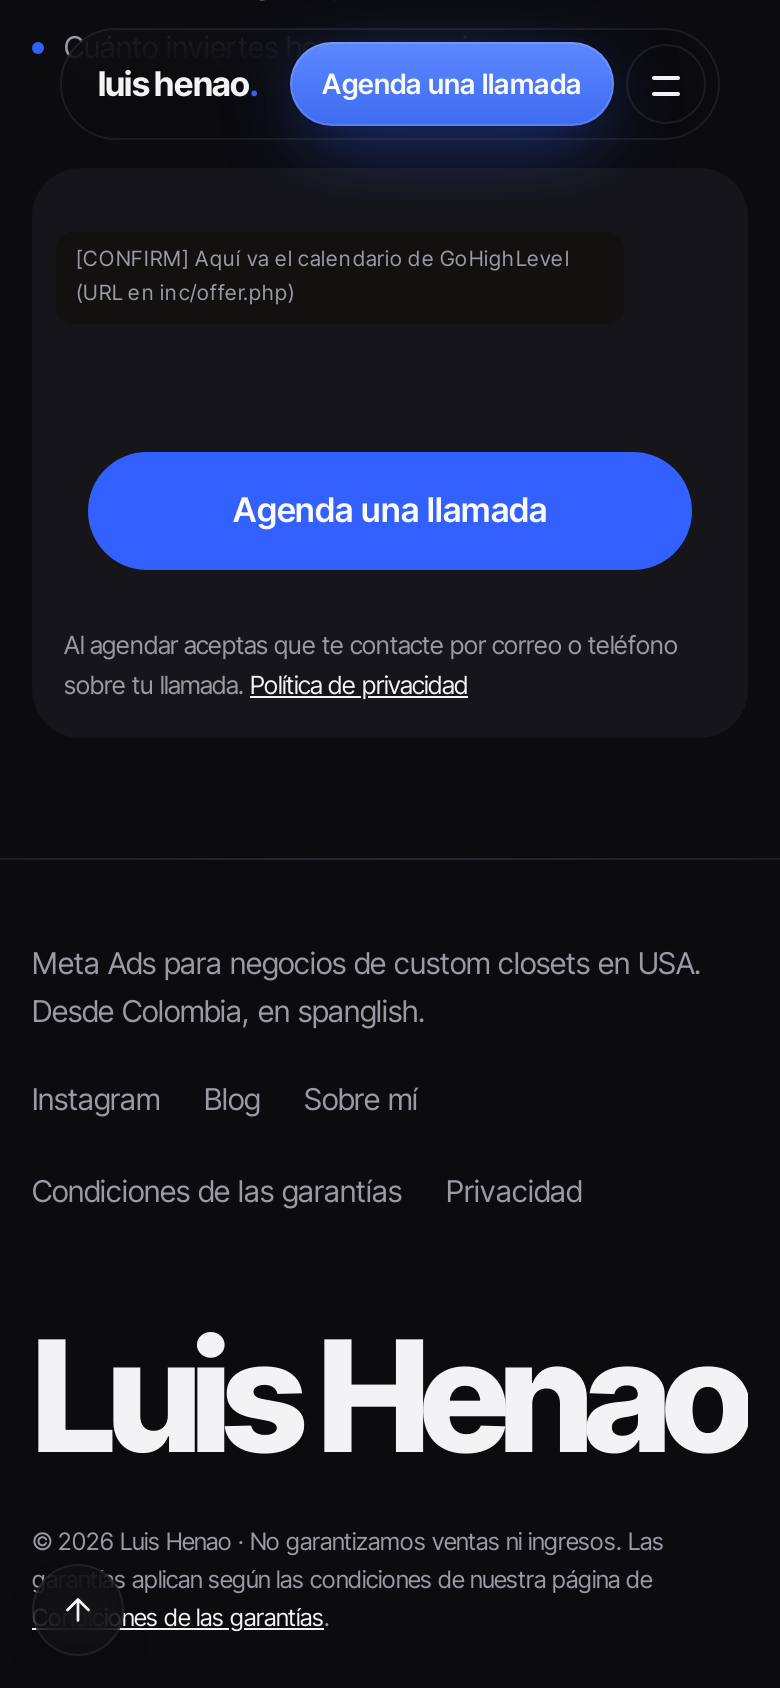 Cuánto inviertes
luis henao.
Agenda una llamada
[CONFIRM] Aquí va el calendario de GoHighLevel
(URL en inc/offer.php)
Agenda una llamada
Al agendar aceptas que te contacte por correo o teléfono
sobre tu llamada. Política de privacidad
Meta Ads para negocios de custom closets en USA.
Desde Colombia, en spanglish.
Instagram Blog Sobre mí
Condiciones de las garantías Privacidad
Luis Henao
© 2026 Luis Henao · No garantizamos ventas ni ingresos. Las
garantías aplican según las condiciones de nuestra página de
Condiciones de las garantías.